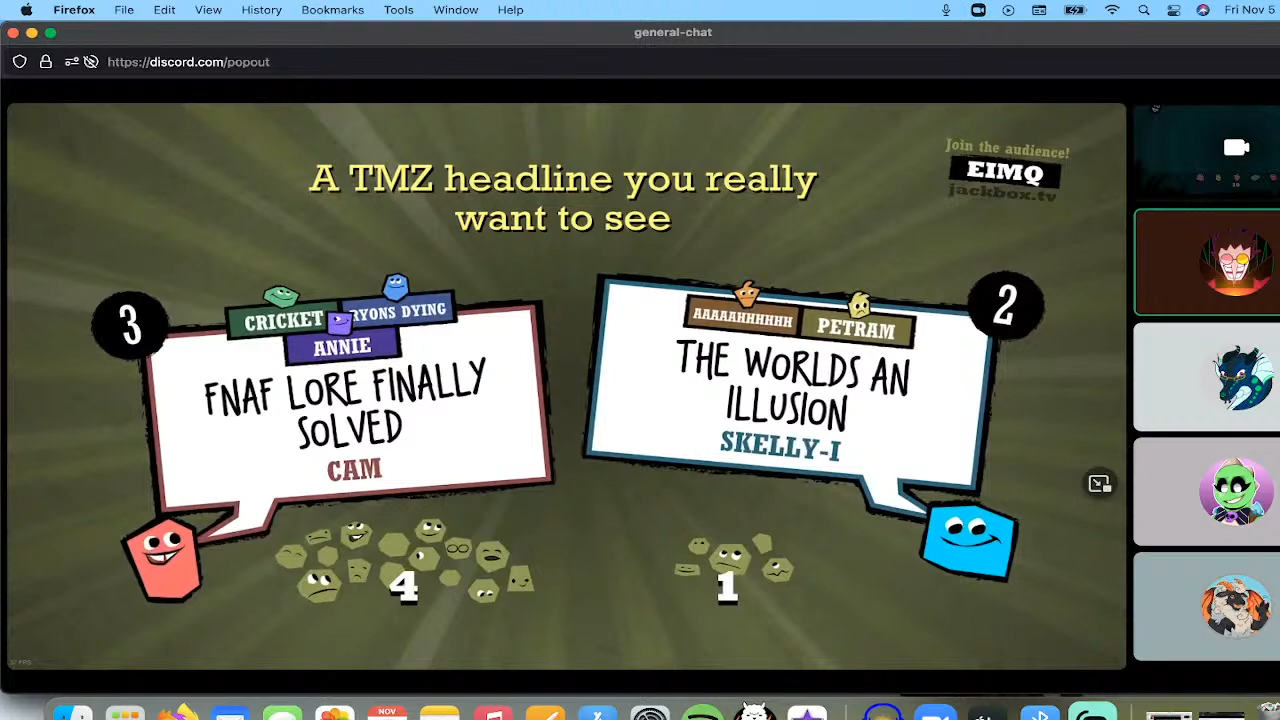 Firefox File Edit View History Bookmarks Tools Window Help Fri Nov 5
general-chat
https://discord.com/popout
A TMZ headline you really
want to see
Join the audience!
EIMQ
jackbox.tv
3
CRICKET
RYONS DYING
ANNIE
FNAF LORE FINALLY
SOLVED
CAM
4
2
AAAAAHHHHHH
PETRAM
THE WORLDS AN
ILLUSION
SKELLY-I
1
37 FPS
NOV